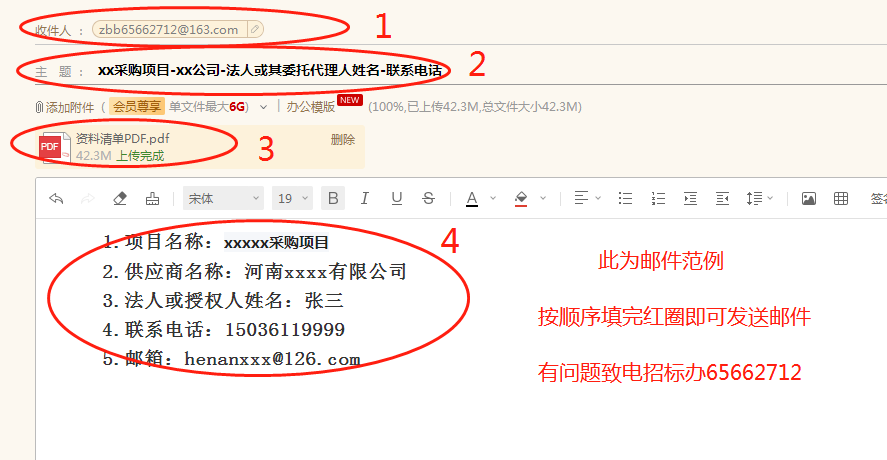 收件人： zbb65662712@163.com 1
主 题： xx采购项目-xx公司-法人或其委托代理人姓名-联系电话 2
添加附件 ( 会员尊享 单文件最大6G) 办公模版 NEW (100%,已上传42.3M,总文件大小42.3M)
PDF 资料清单PDF.pdf 删除
42.3M 上传完成 3
宋体 19 B I U S A 签名
1.项目名称：xxxxx采购项目 4
2.供应商名称：河南xxxx有限公司
3.法人或授权人姓名：张三
4.联系电话：15036119999
5.邮箱：henanxxx@126.com
此为邮件范例
按顺序填完红圈即可发送邮件
有问题致电招标办65662712